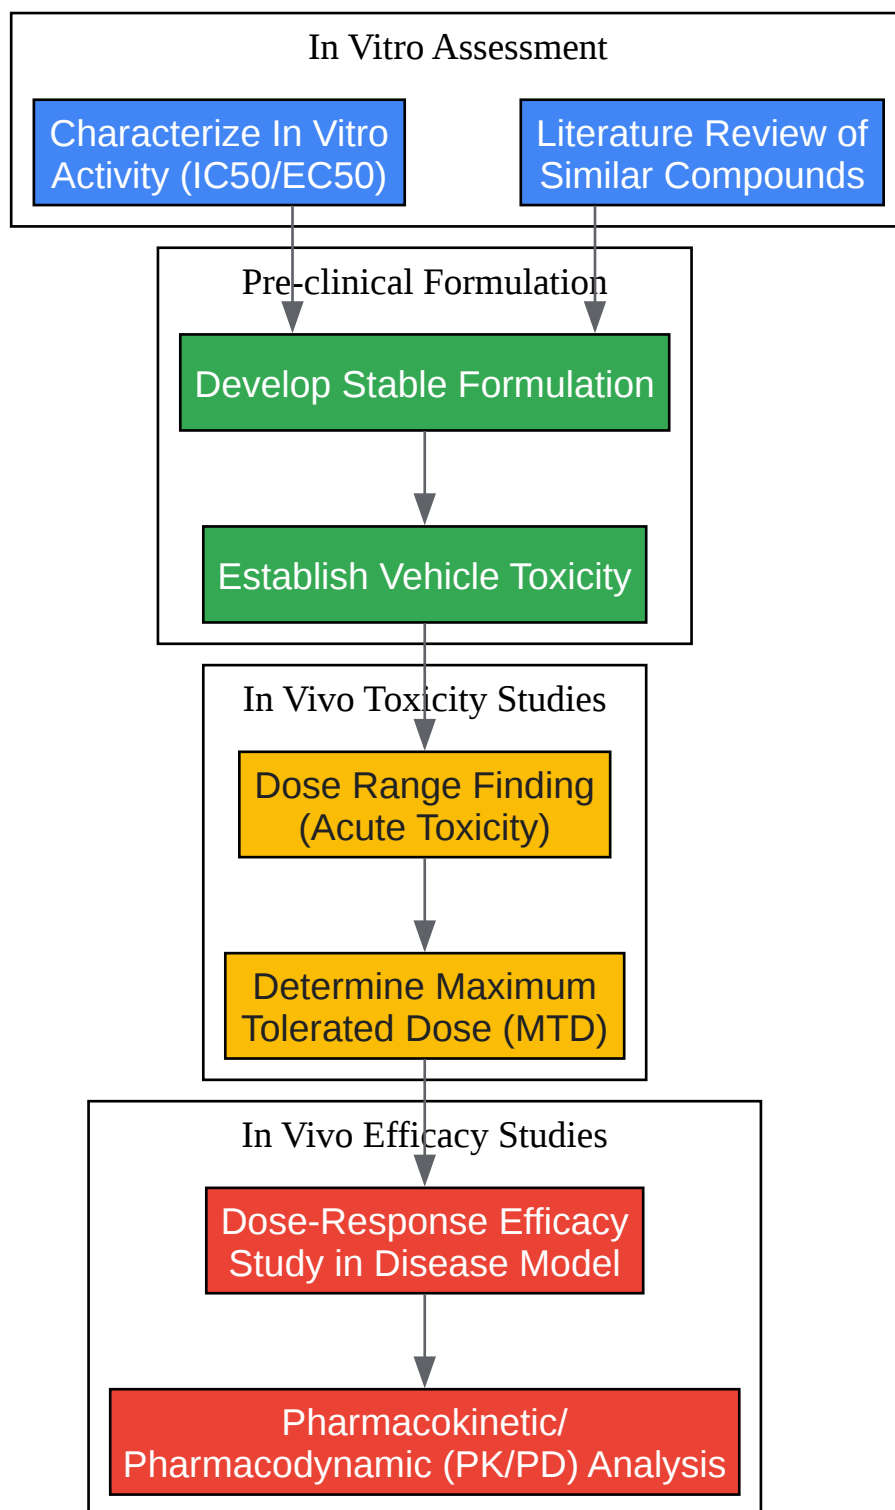 In Vitro Assessment
Characterize In Vitro
Activity (IC50/EC50)
Literature Review of
Similar Compounds
Pre-clinical Formulation
Develop Stable Formulation
Establish Vehicle Toxicity
In Vivo Toxicity Studies
Dose Range Finding
(Acute Toxicity)
Determine Maximum
Tolerated Dose (MTD)
In Vivo Efficacy Studies
Dose-Response Efficacy
Study in Disease Model
Pharmacokinetic/
Pharmacodynamic (PK/PD) Analysis